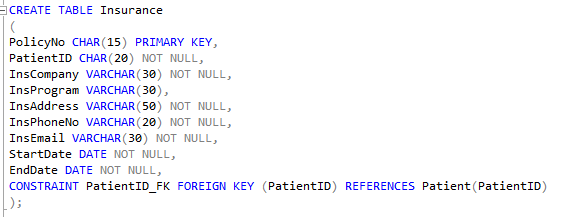 CREATE TABLE Insurance
(
PolicyNo CHAR(15) PRIMARY KEY,
PatientID CHAR(20) NOT NULL,
InsCompany VARCHAR(30) NOT NULL,
InsProgram VARCHAR(30),
InsAddress VARCHAR(50) NOT NULL,
InsPhoneNo VARCHAR(20) NOT NULL,
InsEmail VARCHAR(30) NOT NULL,
StartDate DATE NOT NULL,
EndDate DATE NOT NULL,
CONSTRAINT PatientID_FK FOREIGN KEY (PatientID) REFERENCES Patient(PatientID)
);